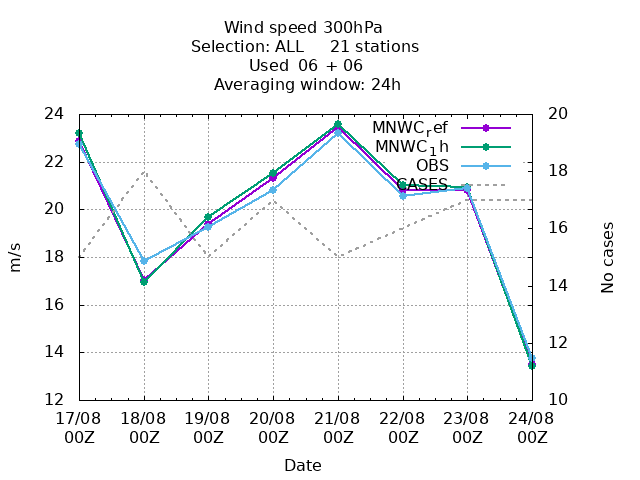 Wind speed 300hPa
Selection: ALL 21 stations
Used 06 + 06
Averaging window: 24h
24
22
20
18
16
14
12
20
18
16
14
12
10
MNWC_ref
MNWC_1h
OBS
CASES
m/s
No cases
17/08 18/08 19/08 20/08 21/08 22/08 23/08 24/08
00Z 00Z 00Z 00Z 00Z 00Z 00Z 00Z
Date